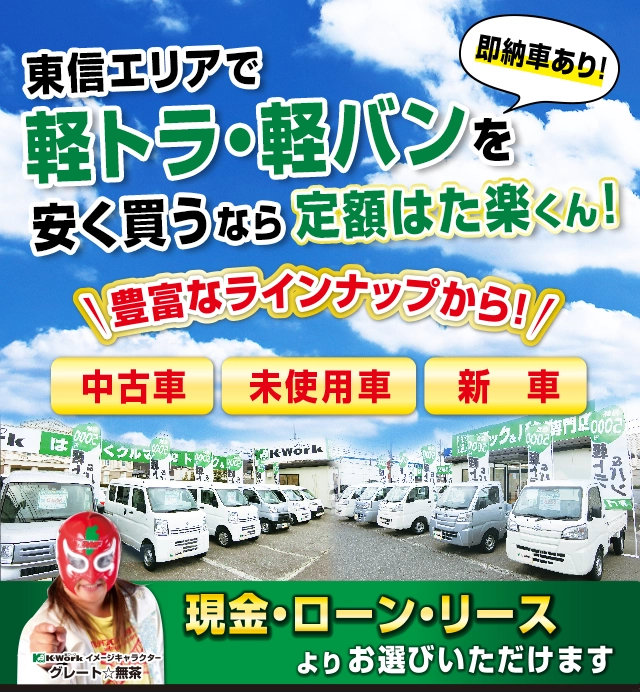 東信エリアで
即納車あり!
軽トラ・軽バンを
安く買うなら定額はた楽くん!
豊富なラインナップから!
中古車
未使用車
新 車
K-Work
現金・ローン・リース
よりお選びいただけます
K-Work イメージキャラクター
グレート☆無茶